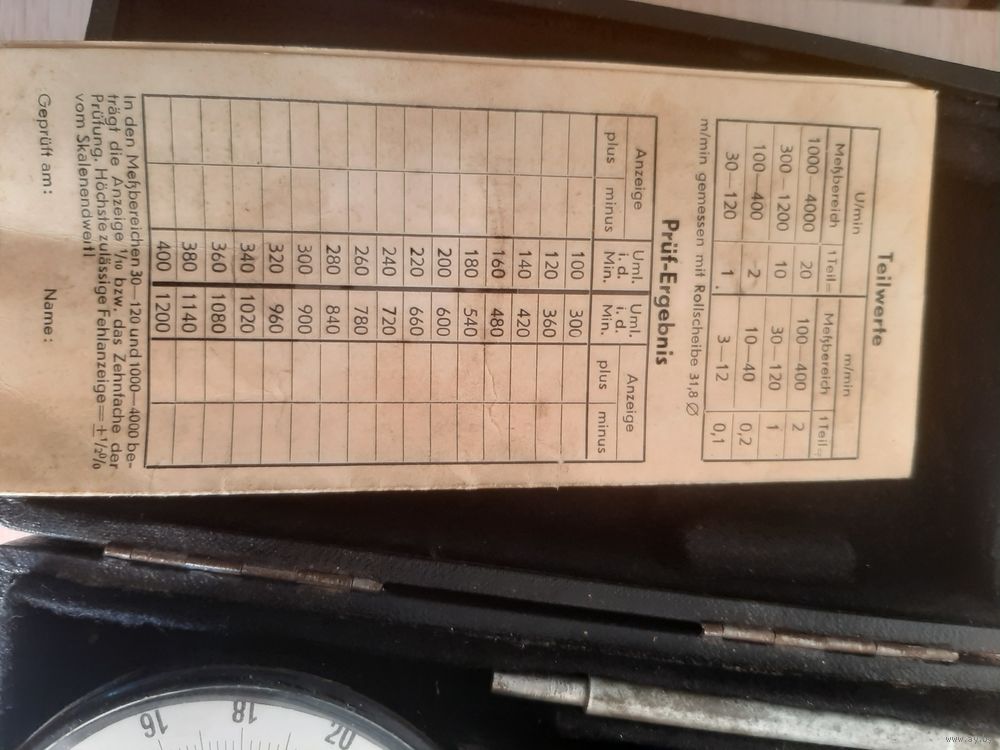 Teilwerte
U/min m/min
Meßbereich 1 Teil= Meßbereich 1 Teil=
1000—4000 20 100—400 2
300—1200 10 30—120 1
100—400 2 10—40 0,2
30—120 1 3—12 0,1
m/min gemessen mit Rollscheibe 31,8 Ø
Prüf-Ergebnis
Anzeige Uml. i. d. Min. Uml. i. d. Min. Anzeige
plus minus plus minus
100 300
120 360
140 420
160 480
180 540
200 600
220 660
240 720
260 780
280 840
300 900
320 960
340 1020
360 1080
380 1140
400 1200
In den Meßbereichen 30—120 und 1000—4000 be-
trägt die Anzeige 1/10 bzw. das Zehnfache der
Prüfung. Höchste zulässige Fehlanzeige = ± 1/2 %
vom Skalenendwert!
Geprüft am: Name:
16 18 20
www.ay.by